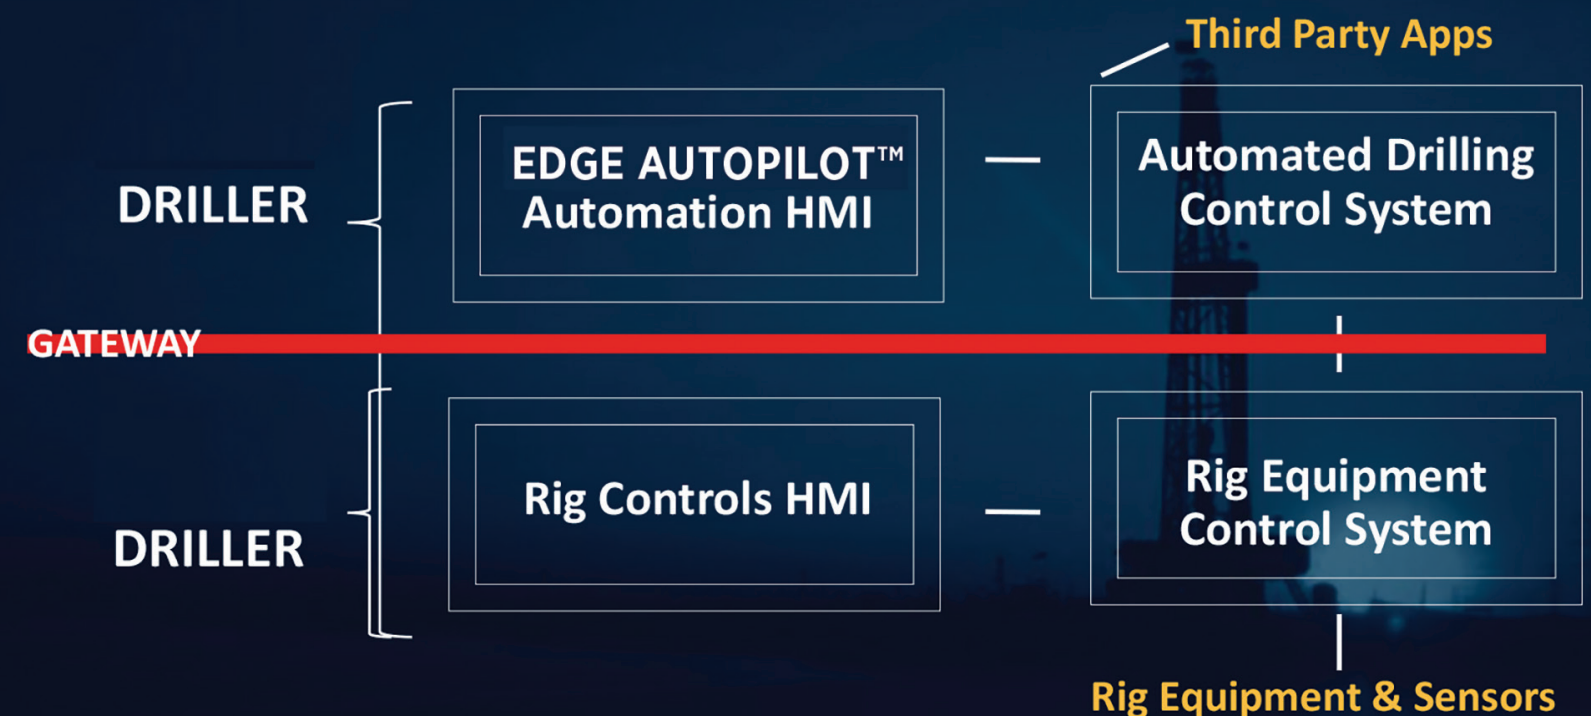 Third Party Apps
DRILLER
EDGE AUTOPILOT™
Automation HMI
Automated Drilling
Control System
GATEWAY
DRILLER
Rig Controls HMI
Rig Equipment
Control System
Rig Equipment & Sensors